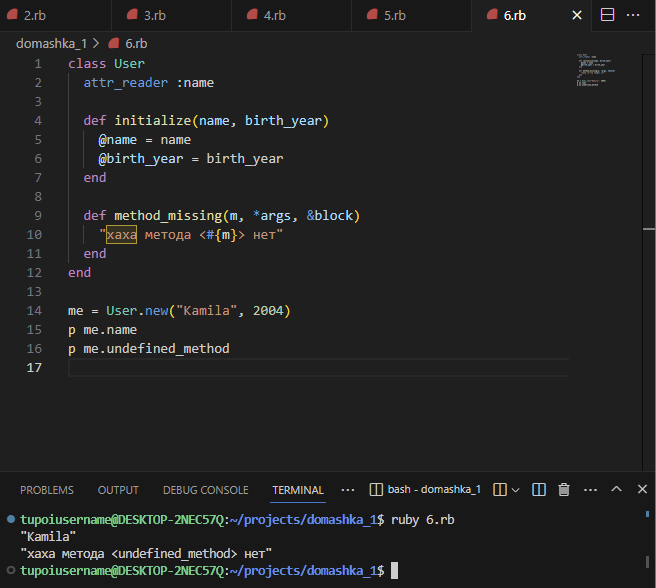 2.rb 3.rb 4.rb 5.rb 6.rb
domashka_1 > 6.rb
1 class User
2 attr_reader :name
3
4 def initialize(name, birth_year)
5 @name = name
6 @birth_year = birth_year
7 end
8
9 def method_missing(m, *args, &block)
10 "хаха метода <#{m}> нет"
11 end
12 end
13
14 me = User.new("Kamila", 2004)
15 p me.name
16 p me.undefined_method
17
PROBLEMS OUTPUT DEBUG CONSOLE TERMINAL ... bash - domashka_1
tupoiusername@DESKTOP-2NEC57Q:~/projects/domashka_1$ ruby 6.rb
"Kamila"
"хаха метода <undefined_method> нет"
tupoiusername@DESKTOP-2NEC57Q:~/projects/domashka_1$